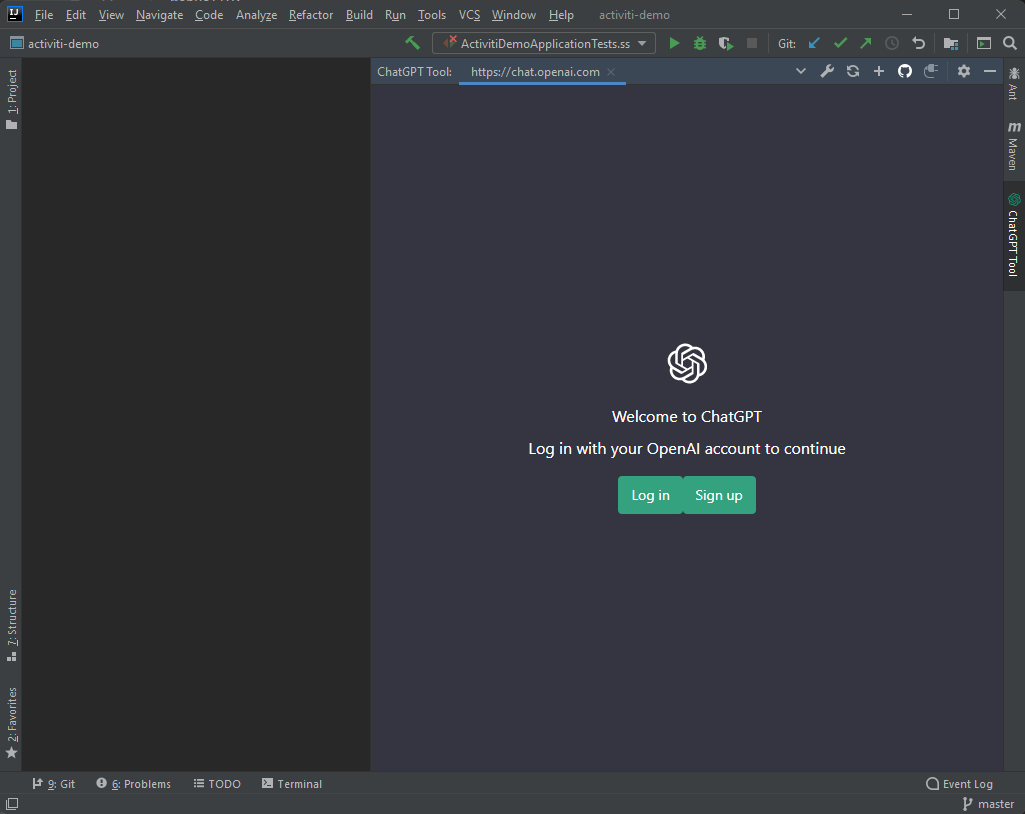 IJ File Edit View Navigate Code Analyze Refactor Build Run Tools VCS Window Help activiti-demo
activiti-demo ActivitiDemoApplicationTests.ss Git:
ChatGPT Tool: https://chat.openai.com
1: Project
Ant
m Maven
ChatGPT Tool
Welcome to ChatGPT
Log in with your OpenAI account to continue
Log in Sign up
7: Structure
2: Favorites
9: Git 6: Problems TODO Terminal Event Log
master